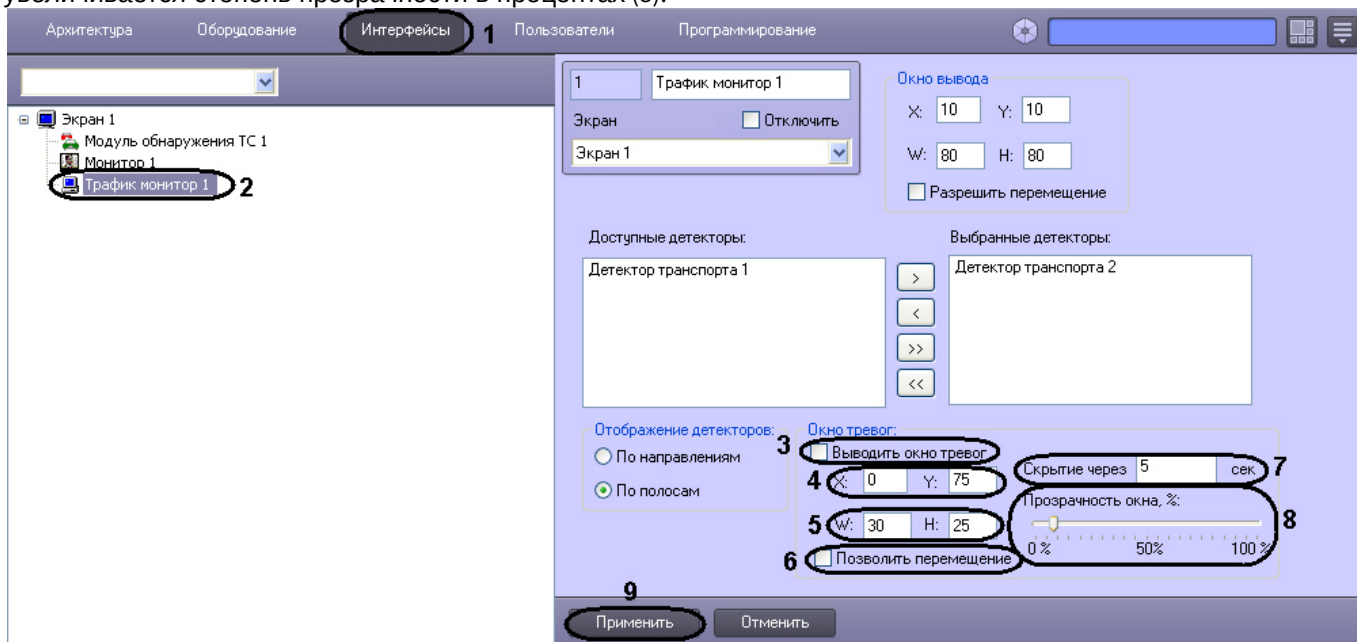 увеличивается степень прозрачности в процентах (8).
Архитектура Оборудование Интерфейсы 1 Пользователи Программирование
Экран 1
Модуль обнаружения ТС 1
Монитор 1
Трафик монитор 1 2
1 Трафик монитор 1
Экран Отключить
Экран 1
Окно вывода
X: 10 Y: 10
W: 80 H: 80
Разрешить перемещение
Доступные детекторы:
Детектор транспорта 1
>
<
>>
<<
Выбранные детекторы:
Детектор транспорта 2
Отображение детекторов:
По направлениям
По полосам
Окно тревог:
3 Выводить окно тревог
4 X: 0 Y: 75
5 W: 30 H: 25
6 Позволить перемещение
Скрытие через 5 сек 7
Прозрачность окна, %:
8
0 % 50% 100 %
9
Применить Отменить